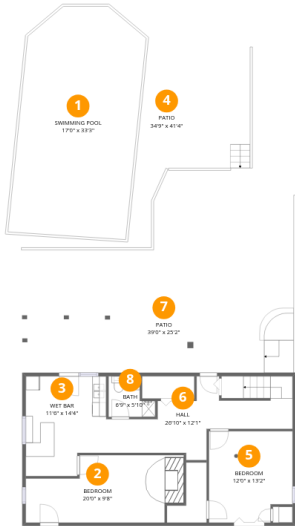 1
SWIMMING POOL
17'0" x 33'3"
4
PATIO
34'9" x 41'4"
7
PATIO
39'0" x 25'2"
3
WET BAR
11'8" x 14'4"
8
BATH
6'9" x 5'10"
6
HALL
28'10" x 12'1"
2
BEDROOM
20'0" x 9'8"
5
BEDROOM
12'0" x 13'2"